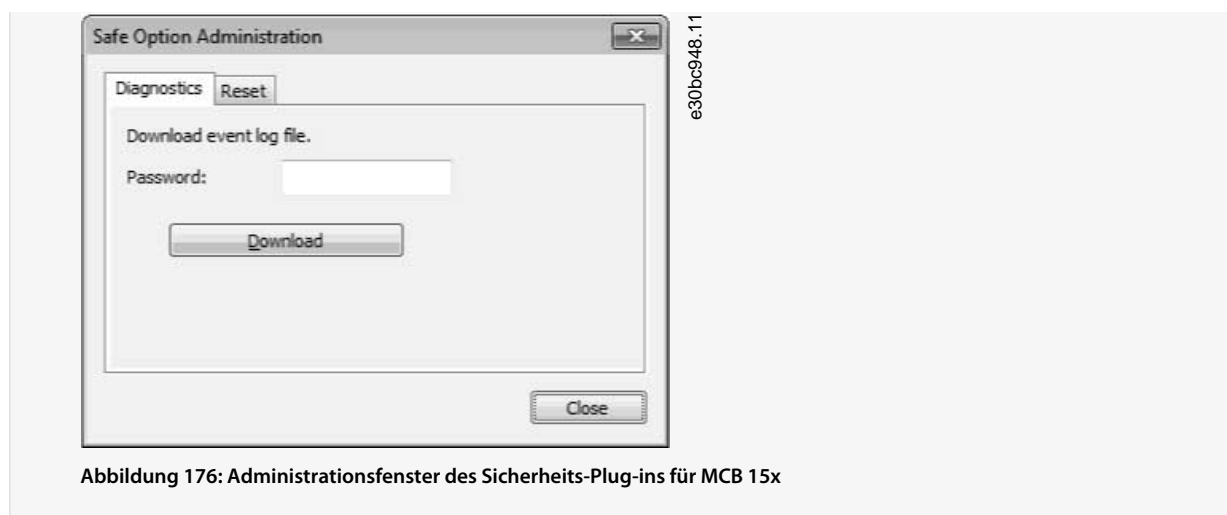 Safe Option Administration
Diagnostics Reset
Download event log file.
Password:
Download
Close
e30bc948.11
Abbildung 176: Administrationsfenster des Sicherheits-Plug-ins für MCB 15x